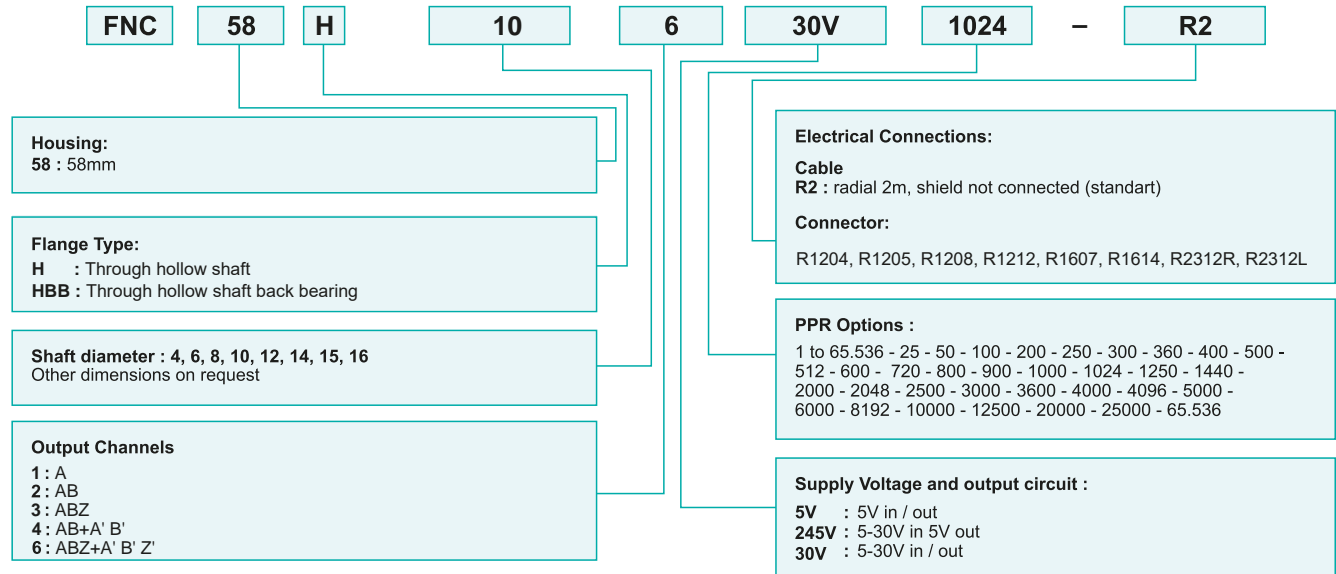 FNC 58 H 10 6 30V 1024 – R2
Housing:
58 : 58mm
Flange Type:
H : Through hollow shaft
HBB : Through hollow shaft back bearing
Shaft diameter : 4, 6, 8, 10, 12, 14, 15, 16
Other dimensions on request
Output Channels
1 : A
2 : AB
3 : ABZ
4 : AB+A' B'
6 : ABZ+A' B' Z'
Electrical Connections:
Cable
R2 : radial 2m, shield not connected (standart)
Connector:
R1204, R1205, R1208, R1212, R1607, R1614, R2312R, R2312L
PPR Options :
1 to 65.536 - 25 - 50 - 100 - 200 - 250 - 300 - 360 - 400 - 500 -
512 - 600 - 720 - 800 - 900 - 1000 - 1024 - 1250 - 1440 -
2000 - 2048 - 2500 - 3000 - 3600 - 4000 - 4096 - 5000 -
6000 - 8192 - 10000 - 12500 - 20000 - 25000 - 65.536
Supply Voltage and output circuit :
5V : 5V in / out
245V : 5-30V in 5V out
30V : 5-30V in / out